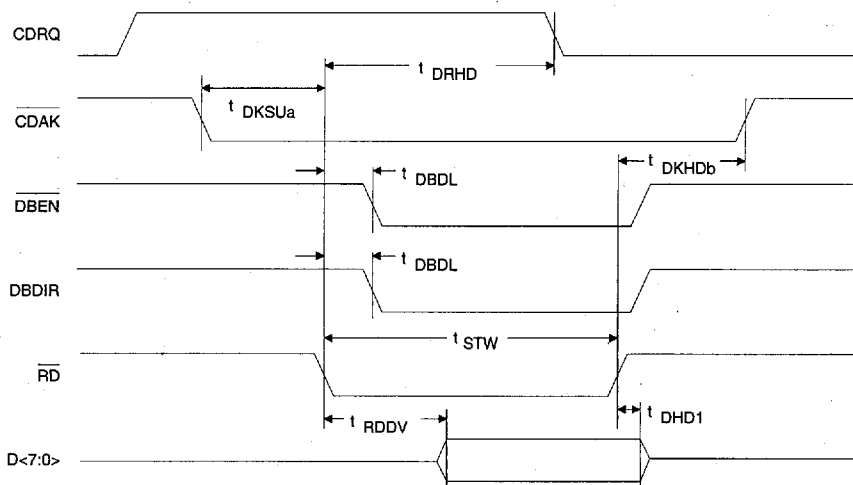 CDRQ
t DRHD
t DKSUa
CDAK
t DKHDb
t DBDL
DBEN
t DBDL
DBDIR
t STW
RD
t RDDV
t DHD1
D<7:0>